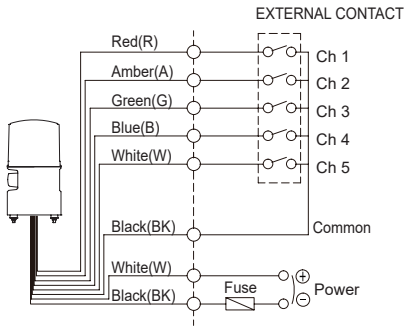 EXTERNAL CONTACT
Red(R)
Ch 1
Amber(A)
Ch 2
Green(G)
Ch 3
Blue(B)
Ch 4
White(W)
Ch 5
Black(BK)
Common
White(W)
Fuse
Power
Black(BK)